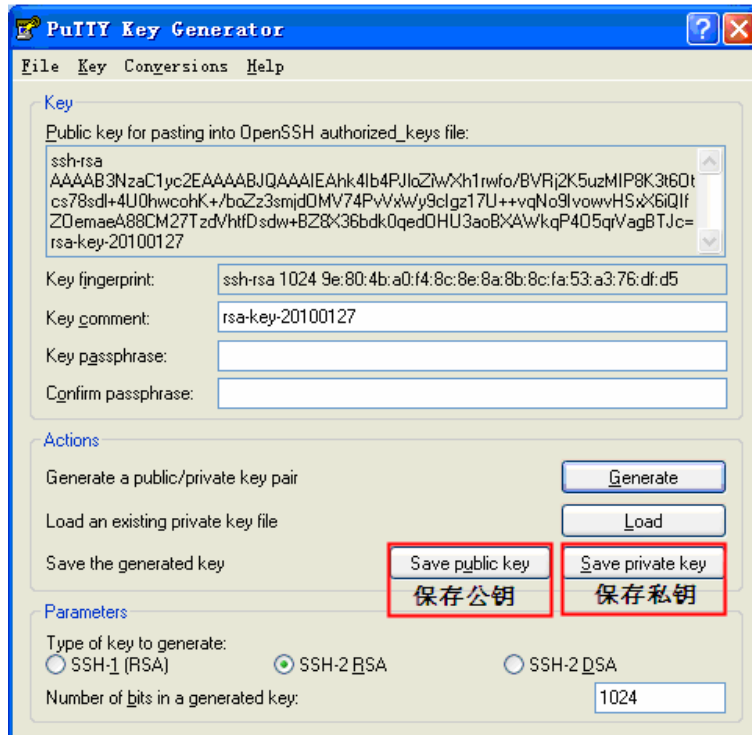 PuTTY Key Generator
File Key Conversions Help
Key
Public key for pasting into OpenSSH authorized_keys file:
ssh-rsa
AAAAB3NzaC1yc2EAAAABJQAAAIEAhk4Ib4PJloZiWXh1rwfo/BVRj2K5uzMIP8K3t6Ot
cs78sdI+4U0hwcohK+/boZz3smjdOMV74PvVxWy9cIgz17U++vqNo9IvowvHSxX6iQIf
ZOemaeA88CM27TzdVhtfDsdw+BZ8X36bdk0qedOHU3aoBXAWkqP4O5qrVagBTJc=
rsa-key-20100127
Key fingerprint: ssh-rsa 1024 9e:80:4b:a0:f4:8c:8e:8a:8b:8c:fa:53:a3:76:df:d5
Key comment: rsa-key-20100127
Key passphrase:
Confirm passphrase:
Actions
Generate a public/private key pair Generate
Load an existing private key file Load
Save the generated key Save public key Save private key
保存公钥 保存私钥
Parameters
Type of key to generate:
SSH-1 (RSA) SSH-2 RSA SSH-2 DSA
Number of bits in a generated key: 1024